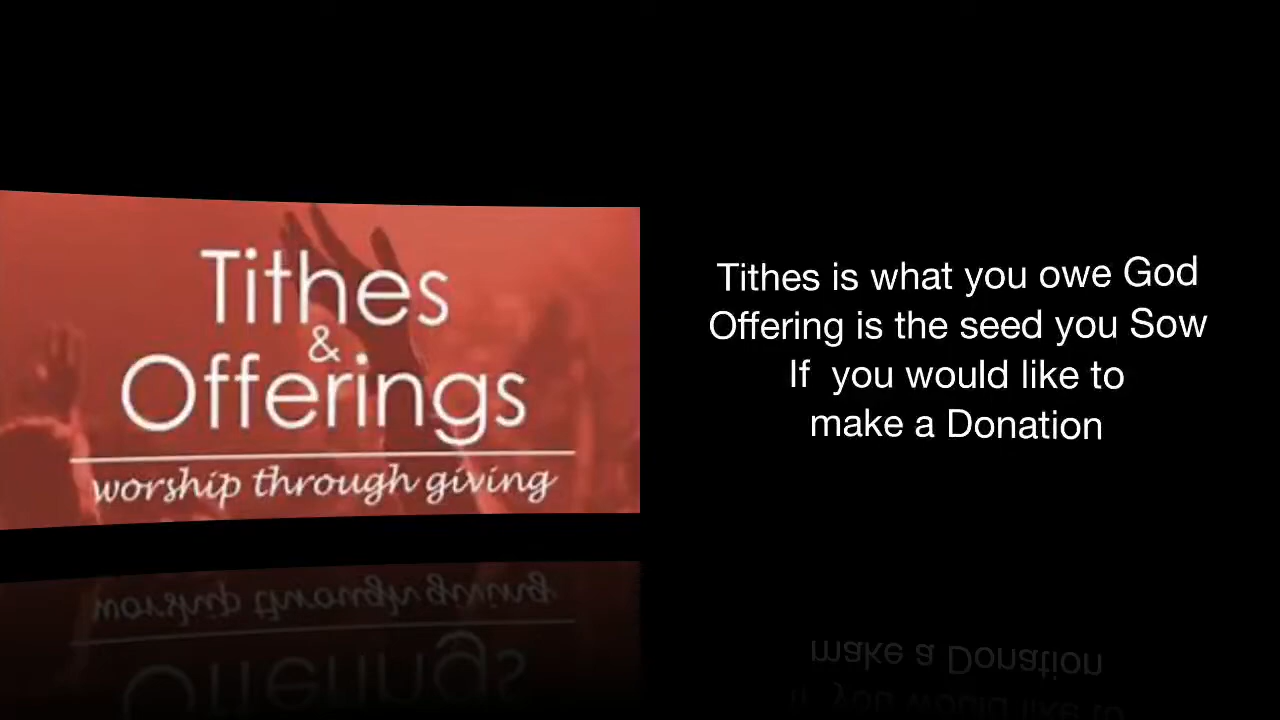 Tithes
&
Offerings
worship through giving
Tithes is what you owe God
Offering is the seed you Sow
If you would like to
make a Donation